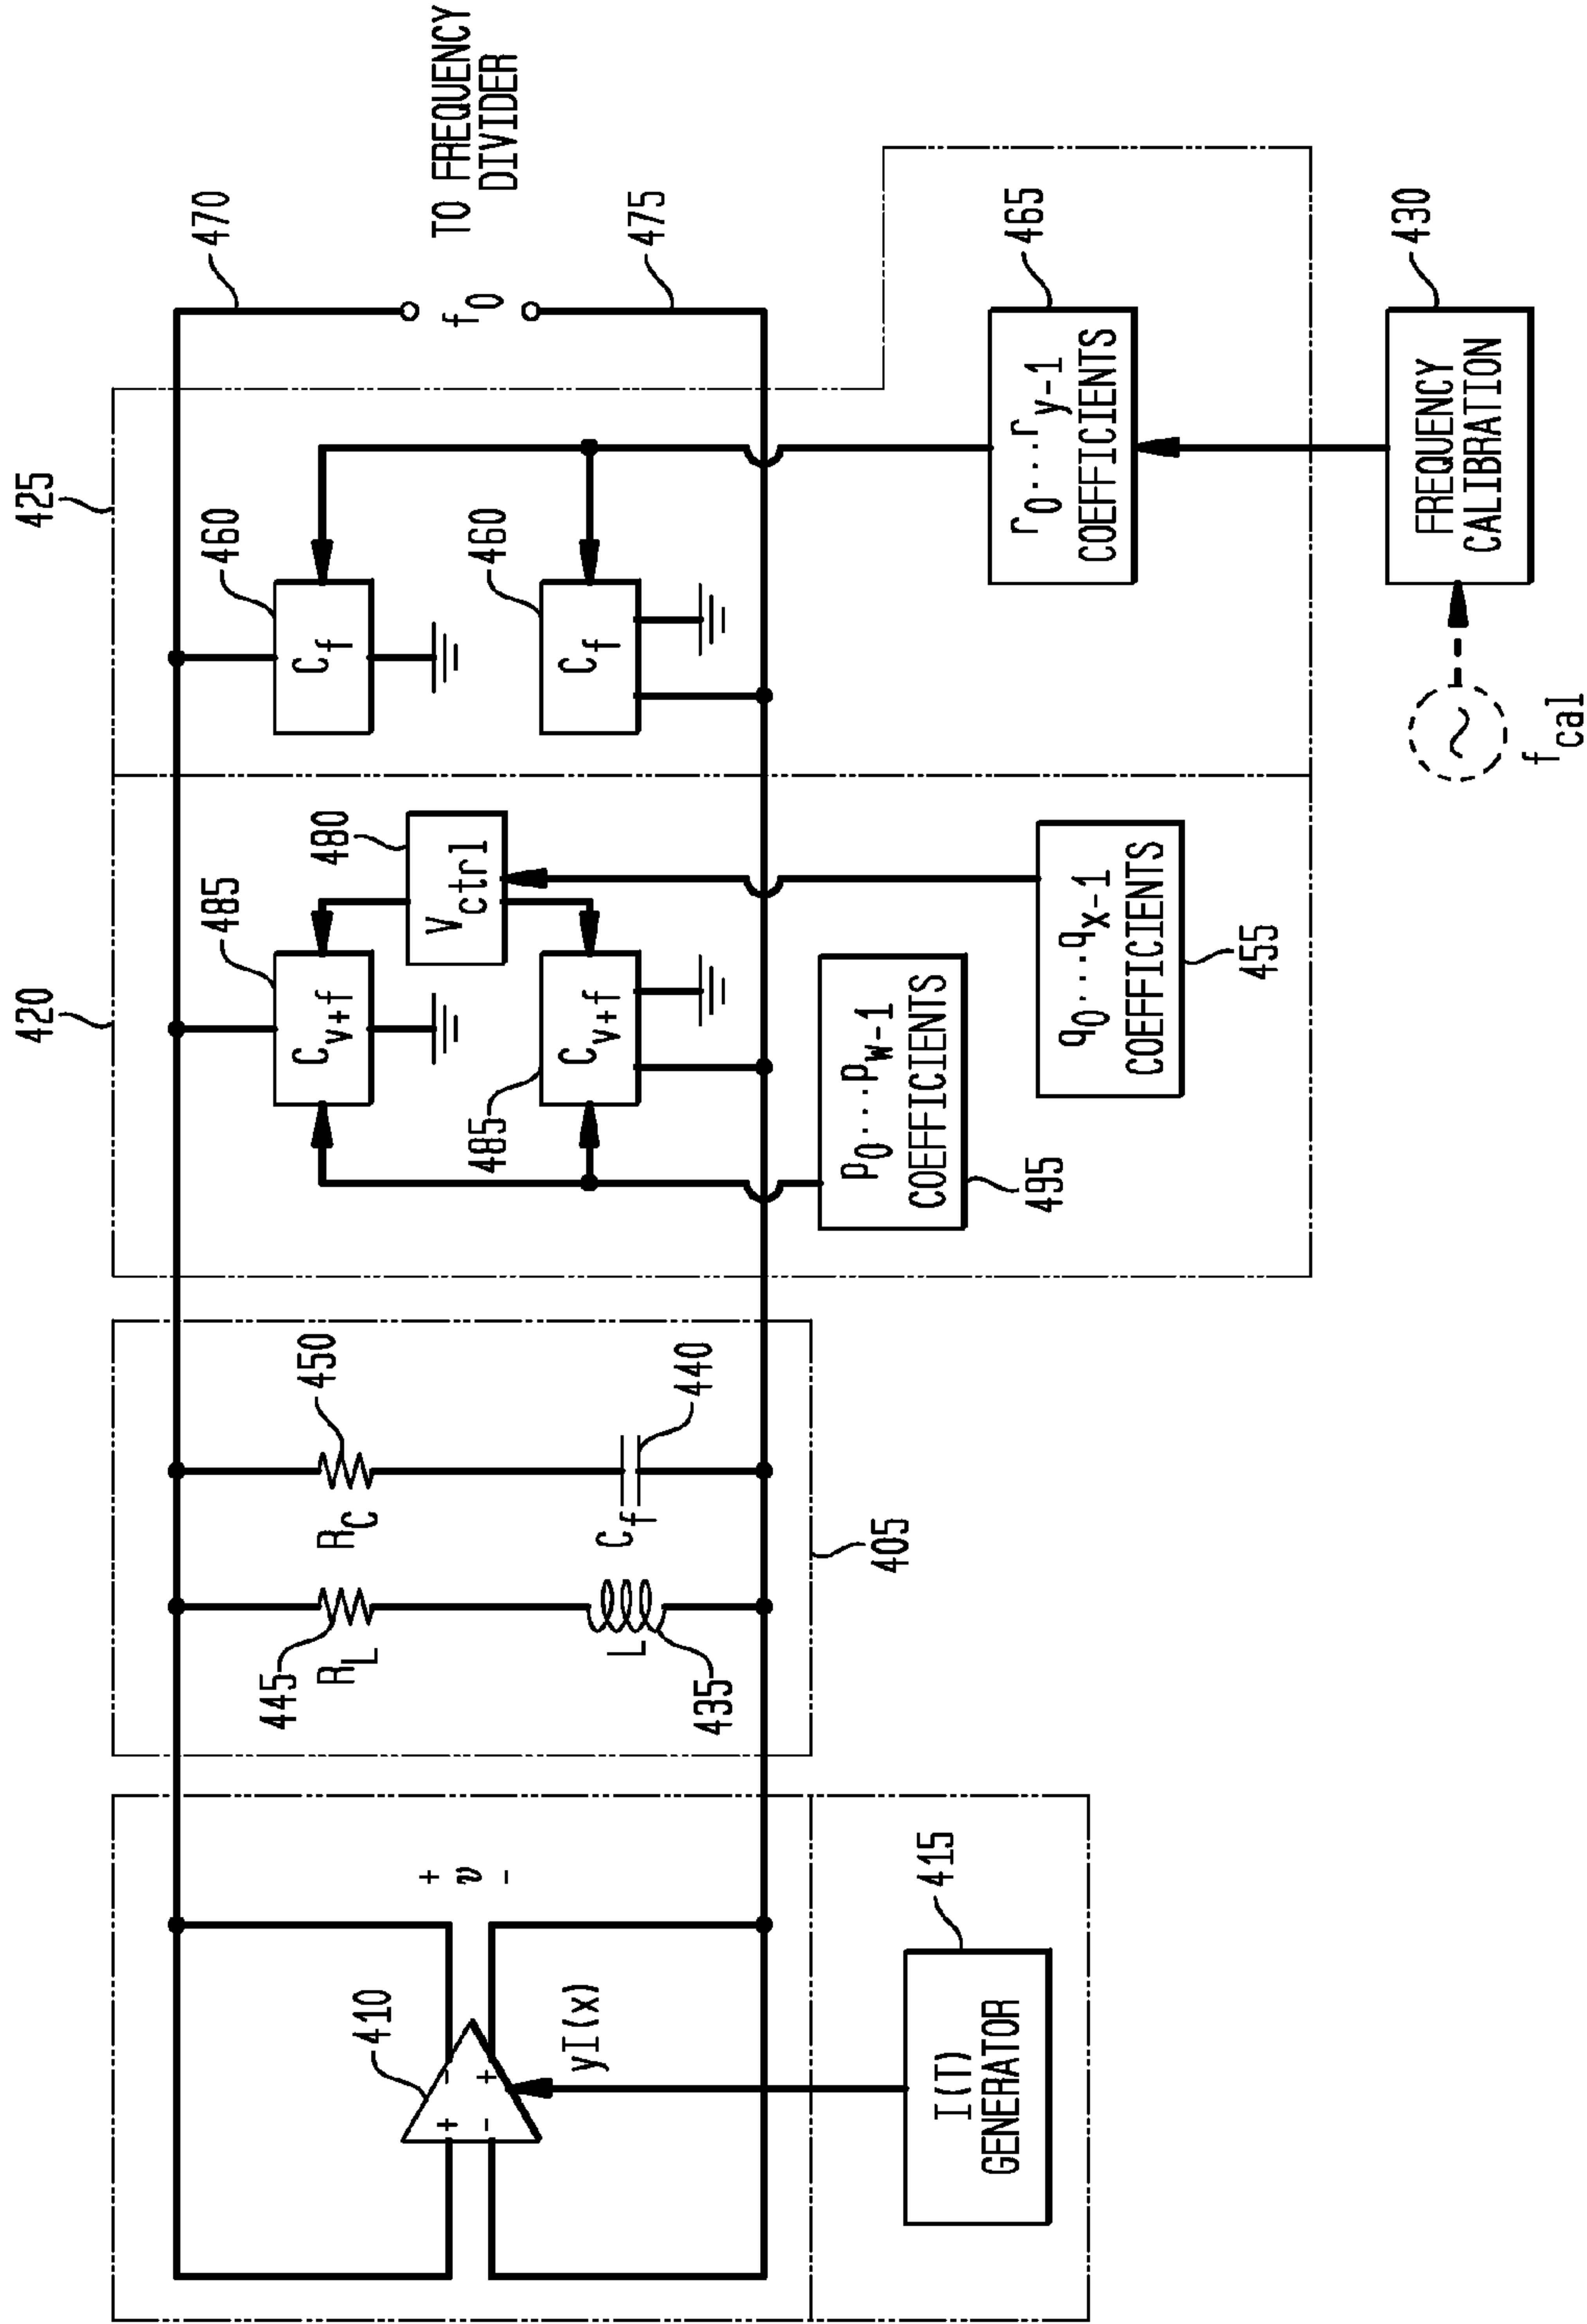 420
425
470
TO FREQUENCY
DIVIDER
f0
475
410
+
-
-
+
+
v
-
yI(x)
415
I(T)
GENERATOR
445
RL
RC
450
L
435
Cf
440
405
485
Cv+f
485
Cv+f
480
Vctrl
460
Cf
460
Cf
p0...pw-1
COEFFICIENTS
495
q0...qx-1
COEFFICIENTS
455
r0...ry-1
COEFFICIENTS
465
FREQUENCY
CALIBRATION
430
~
fcal